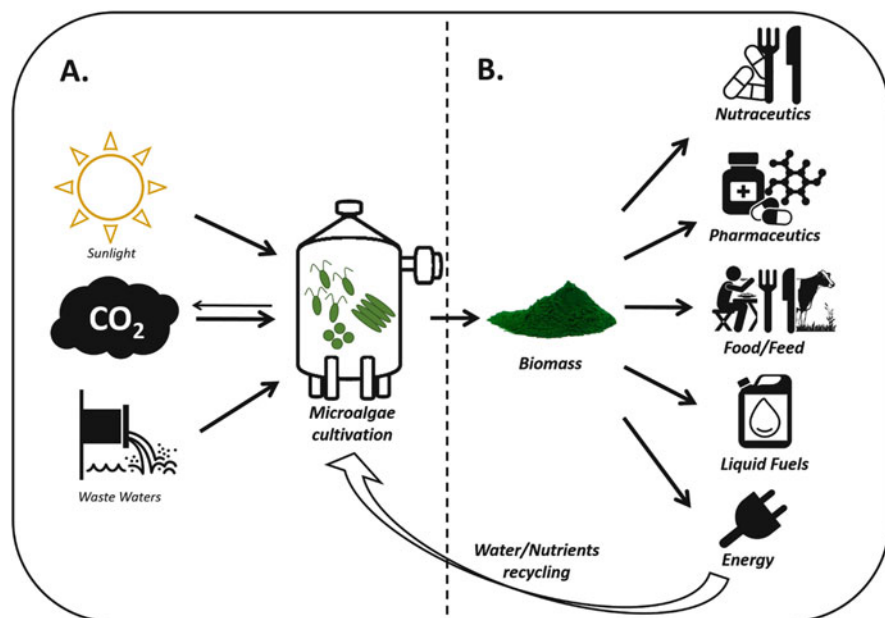 A.
B.
Sunlight
CO2
Waste Waters
Microalgae
cultivation
Biomass
Nutraceutics
Pharmaceutics
Food/Feed
Liquid Fuels
Energy
Water/Nutrients
recycling